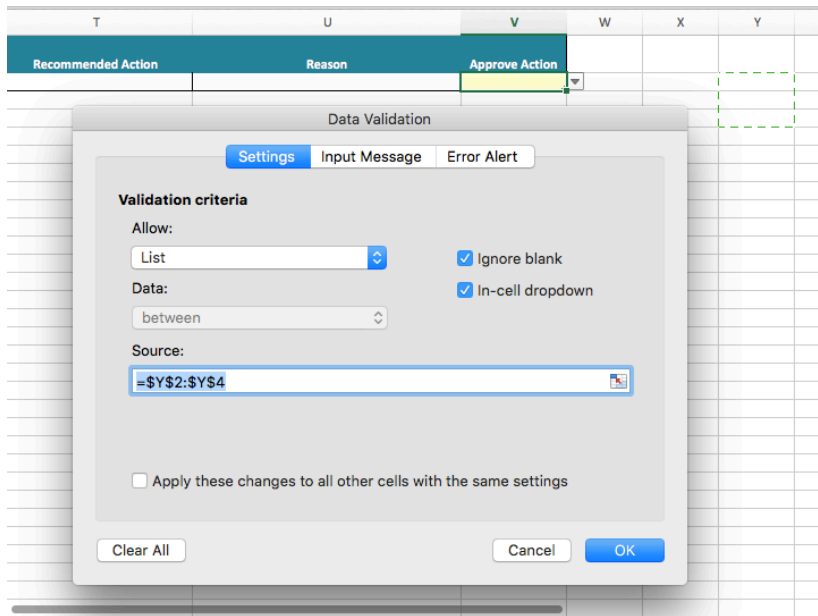 T U V W X Y
Recommended Action Reason Approve Action
Data Validation
Settings Input Message Error Alert
Validation criteria
Allow:
List Ignore blank
Data: In-cell dropdown
between
Source:
=$Y$2:$Y$4
Apply these changes to all other cells with the same settings
Clear All Cancel OK